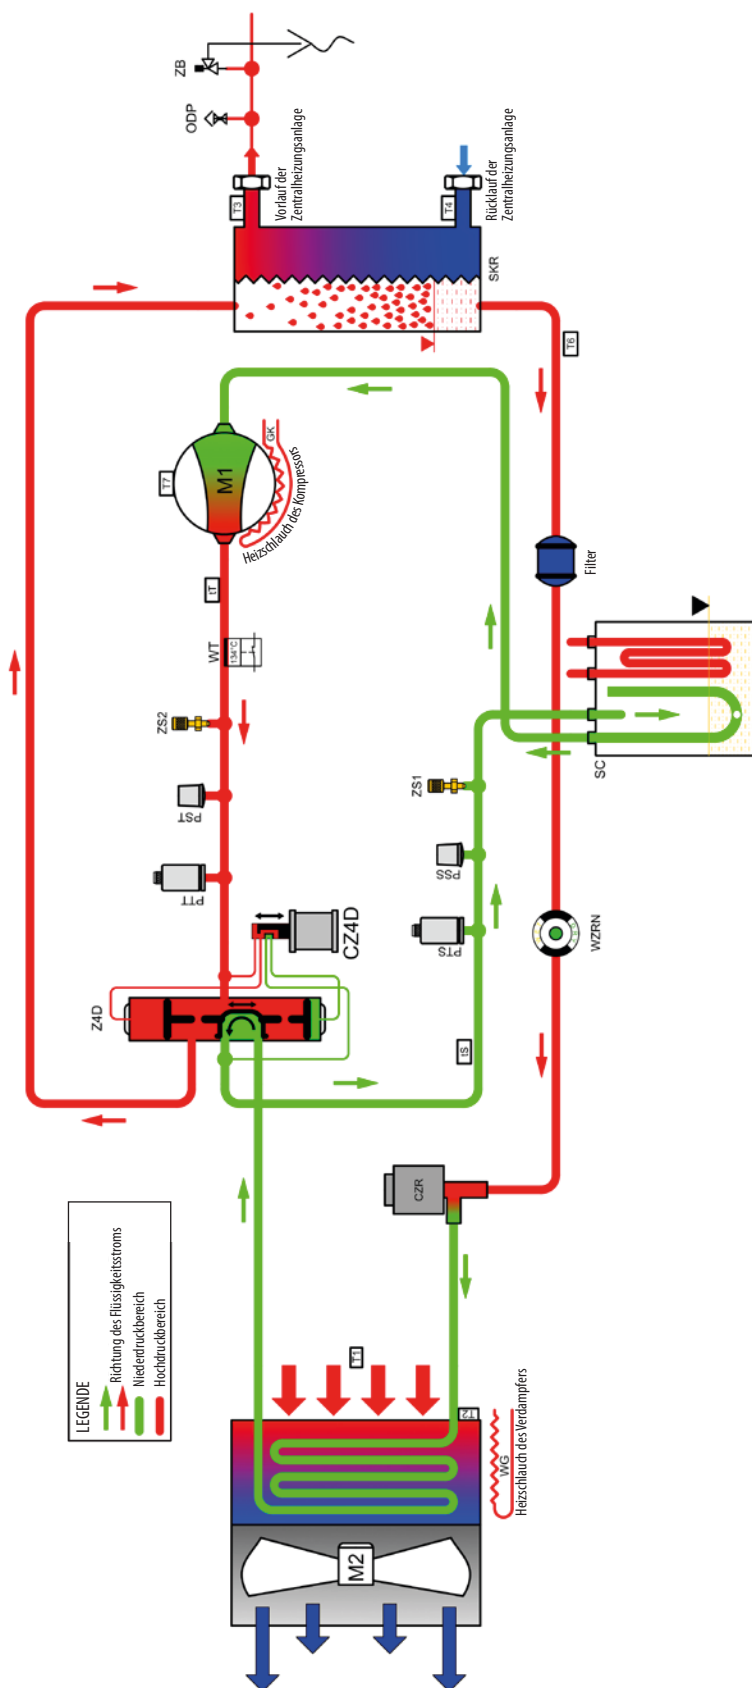 ZB
ODP
T3
Vorlauf der
Zentralheizungsanlage
T4
Rücklauf der
Zentralheizungsanlage
SKR
T6
T7
M1
GK
Heizschlauch des Kompressors
tT
WT
134°C
Filter
ZS2
SC
ZS1
PST
PSS
PTT
PTS
CZ4D
WZRN
Z4D
tS
CZR
LEGENDE
Richtung des Flüssigkeitsstroms
Niederdruckbereich
Hochdruckbereich
T1
T2
WG
Heizschlauch des Verdampfers
M2